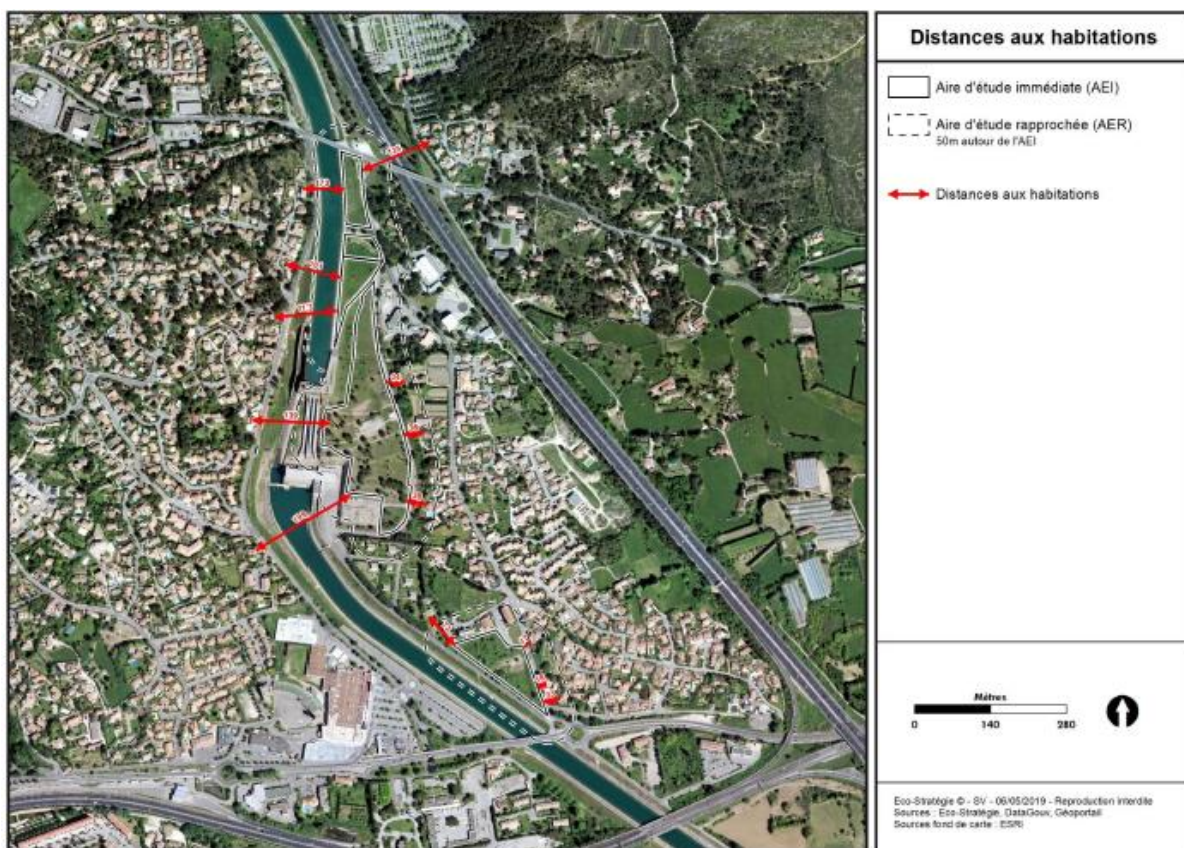 Distances aux habitations
Aire d'étude immédiate (AEI)
Aire d'étude rapprochée (AER)
50m autour de l'AEI
Distances aux habitations
Mètres
0 140 280
Eco-Stratégie © - SV - 06/05/2019 - Reproduction interdite
Sources : Eco-Stratégie, DataGouv, Géoportail
Sources fond de carte : ESRI